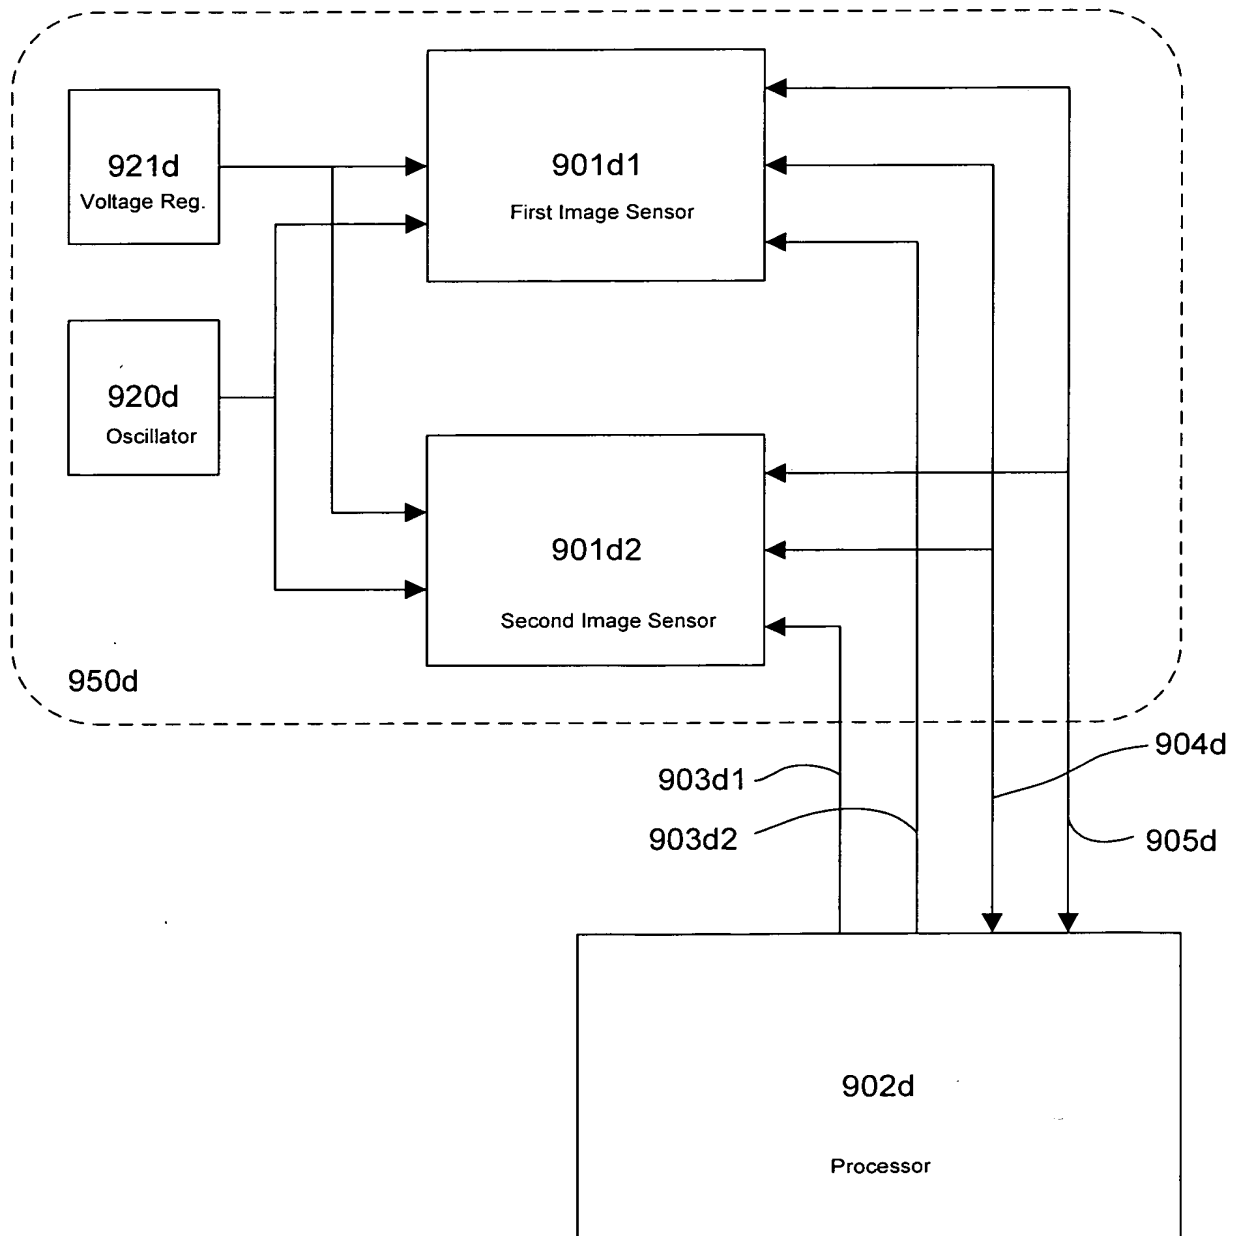 921d
Voltage Reg.
901d1
First Image Sensor
920d
Oscillator
901d2
Second Image Sensor
950d
904d
903d1
903d2
905d
902d
Processor